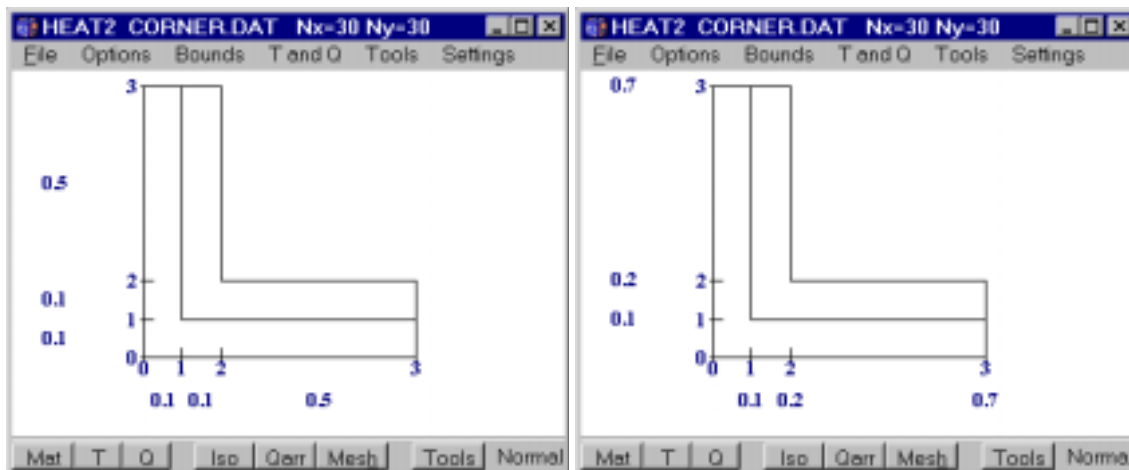 HEAT2 CORNER.DAT Nx=30 Ny=30
File Options Bounds T and Q Tools Settings
3
0.5
2
0.1
1
0.1
0
0 1 2 3
0.1 0.1 0.5
Mat T Q Iso Qarr Mesh Tools Normal
HEAT2 CORNER.DAT Nx=30 Ny=30
File Options Bounds T and Q Tools Settings
0.7 3
0.2 2
0.1 1
0
0 1 2 3
0.1 0.2 0.7
Mat T Q Iso Qarr Mesh Tools Normal